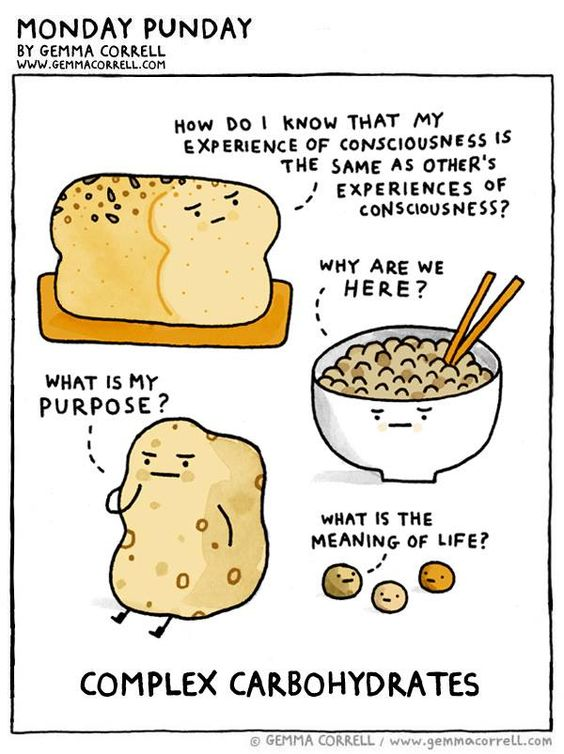 MONDAY PUNDAY
BY GEMMA CORRELL
WWW.GEMMACORRELL.COM
HOW DO I KNOW THAT MY
EXPERIENCE OF CONSCIOUSNESS IS
THE SAME AS OTHER'S
EXPERIENCES OF
CONSCIOUSNESS?
WHY ARE WE
HERE?
WHAT IS MY
PURPOSE?
WHAT IS THE
MEANING OF LIFE?
COMPLEX CARBOHYDRATES
© GEMMA CORRELL / www.gemmacorrell.com